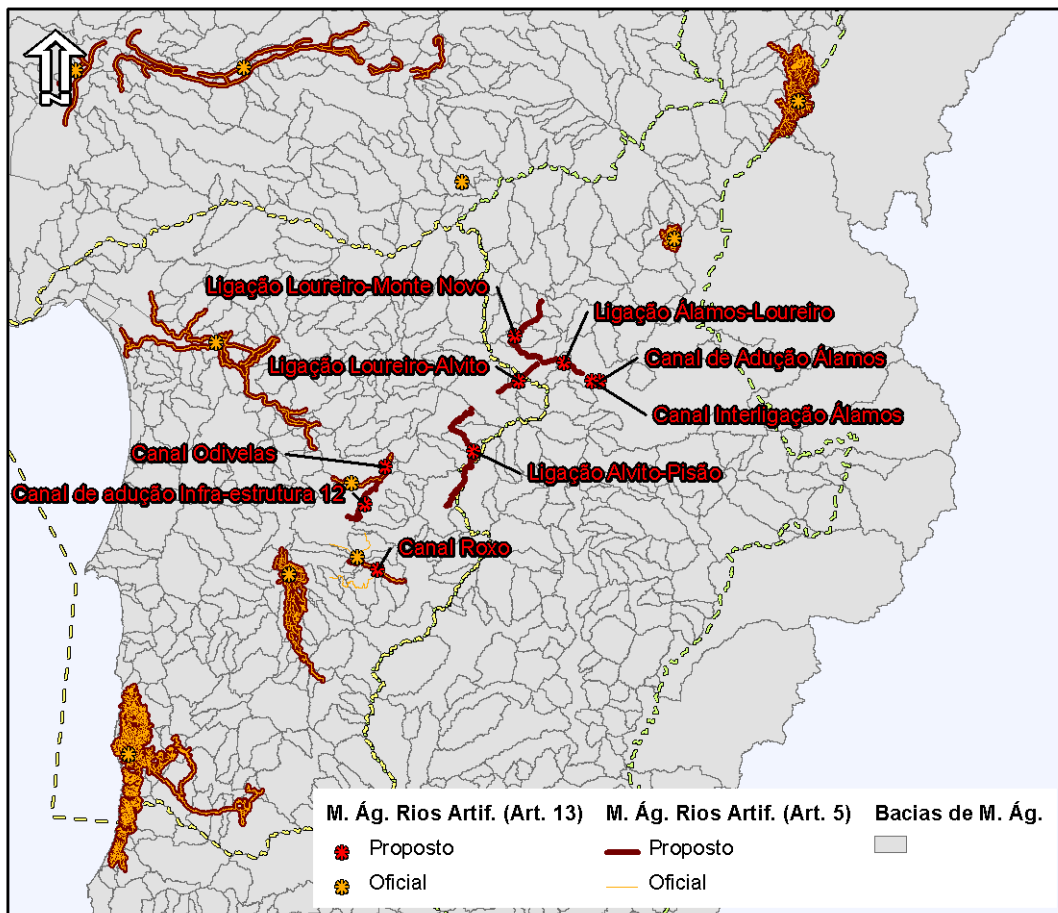 N
Ligação Loureiro-Monte Novo
Ligação Álamos-Loureiro
Ligação Loureiro-Alvito
Canal de Adução Álamos
Canal Interligação Álamos
Canal Odivelas
Ligação Alvito-Pisão
Canal de adução Infra-estrutura 12
Canal Roxo
M. Ág. Rios Artif. (Art. 13)
Proposto
Oficial
M. Ág. Rios Artif. (Art. 5)
Proposto
Oficial
Bacias de M. Ág.